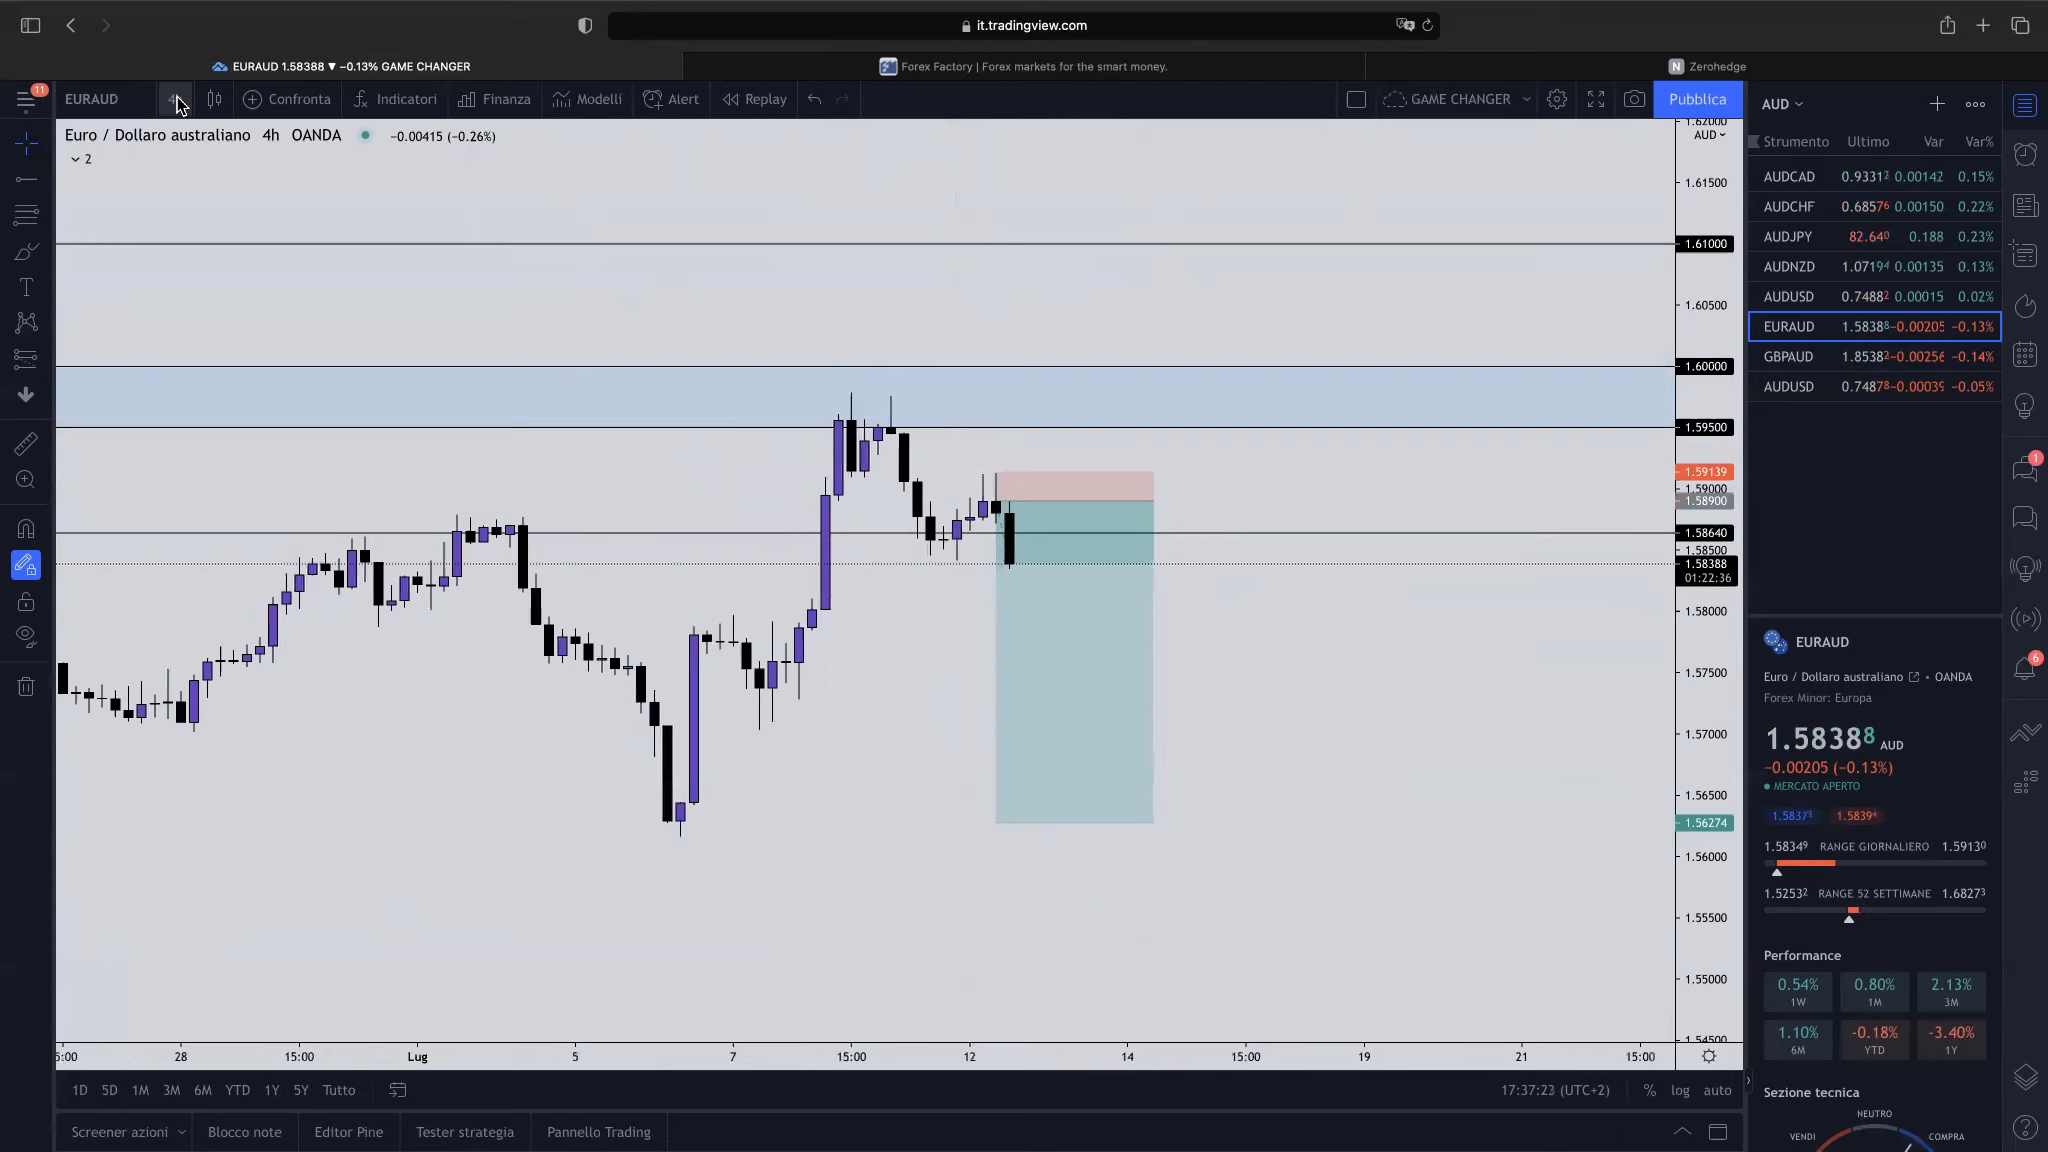 it.tradingview.com
EURAUD 1.58388 ▼ −0.13% GAME CHANGER
Forex Factory | Forex markets for the smart money.
N Zerohedge
11
EURAUD
Confronta
Indicatori
Finanza
Modelli
Alert
Replay
GAME CHANGER
Pubblica
AUD
Euro / Dollaro australiano 4h OANDA −0.00415 (−0.26%)
2
Strumento Ultimo Var Var%
AUDCAD 0.93312 0.00142 0.15%
AUDCHF 0.68576 0.00150 0.22%
AUDJPY 82.640 0.188 0.23%
AUDNZD 1.07194 0.00135 0.13%
AUDUSD 0.74882 0.00015 0.02%
EURAUD 1.58388 −0.00205 −0.13%
GBPAUD 1.85382 −0.00256 −0.14%
AUDUSD 0.74878 −0.00039 −0.05%
1.62000
AUD
1.61500
1.61000
1.60500
1.60000
1.59500
1.59139
1.59000
1.58900
1.58640
1.58500
1.58388
01:22:36
1.58000
1.57500
1.57000
1.56500
1.56274
1.56000
1.55500
1.55000
1.54500
1
6
EURAUD
Euro / Dollaro australiano • OANDA
Forex Minor: Europa
1.58388 AUD
−0.00205 (−0.13%)
MERCATO APERTO
1.58373 1.58394
1.58349 RANGE GIORNALIERO 1.59130
1.52532 RANGE 52 SETTIMANE 1.68273
Performance
0.54% 0.80% 2.13%
1W 1M 3M
1.10% -0.18% -3.40%
6M YTD 1Y
Sezione tecnica
NEUTRO
VENDI COMPRA
5:00 28 15:00 Lug 5 7 15:00 12 14 15:00 19 21 15:00
1D 5D 1M 3M 6M YTD 1Y 5Y Tutto
17:37:23 (UTC+2) % log auto
Screener azioni Blocco note Editor Pine Tester strategia Pannello Trading